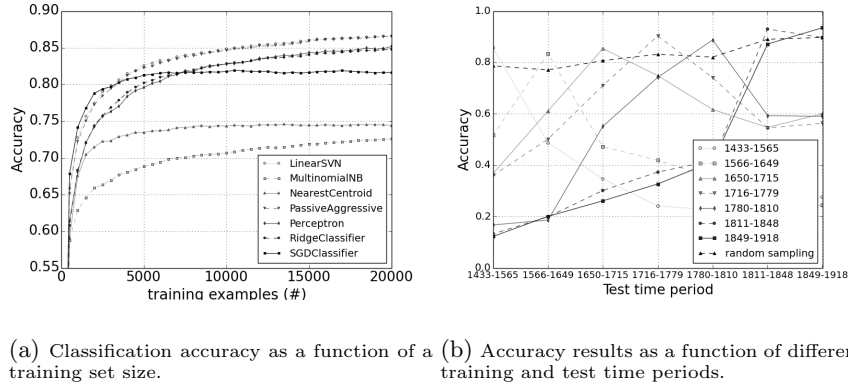 (a)
0.90
0.85
0.80
0.75
0.70
0.65
0.60
0.55
Accuracy
0 5000 10000 15000 20000
training examples (#)
LinearSVN
MultinomialNB
NearestCentroid
PassiveAggressive
Perceptron
RidgeClassifier
SGDClassifier
(b)
1.0
0.8
0.6
0.4
0.2
0.0
Accuracy
1433-1565 1566-1649 1650-1715 1716-1779 1780-1810 1811-1848 1849-1918
Test time period
1433-1565
1566-1649
1650-1715
1716-1779
1780-1810
1811-1848
1849-1918
random sampling
(a) Classification accuracy as a function of a
training set size.
(b) Accuracy results as a function of differen
training and test time periods.